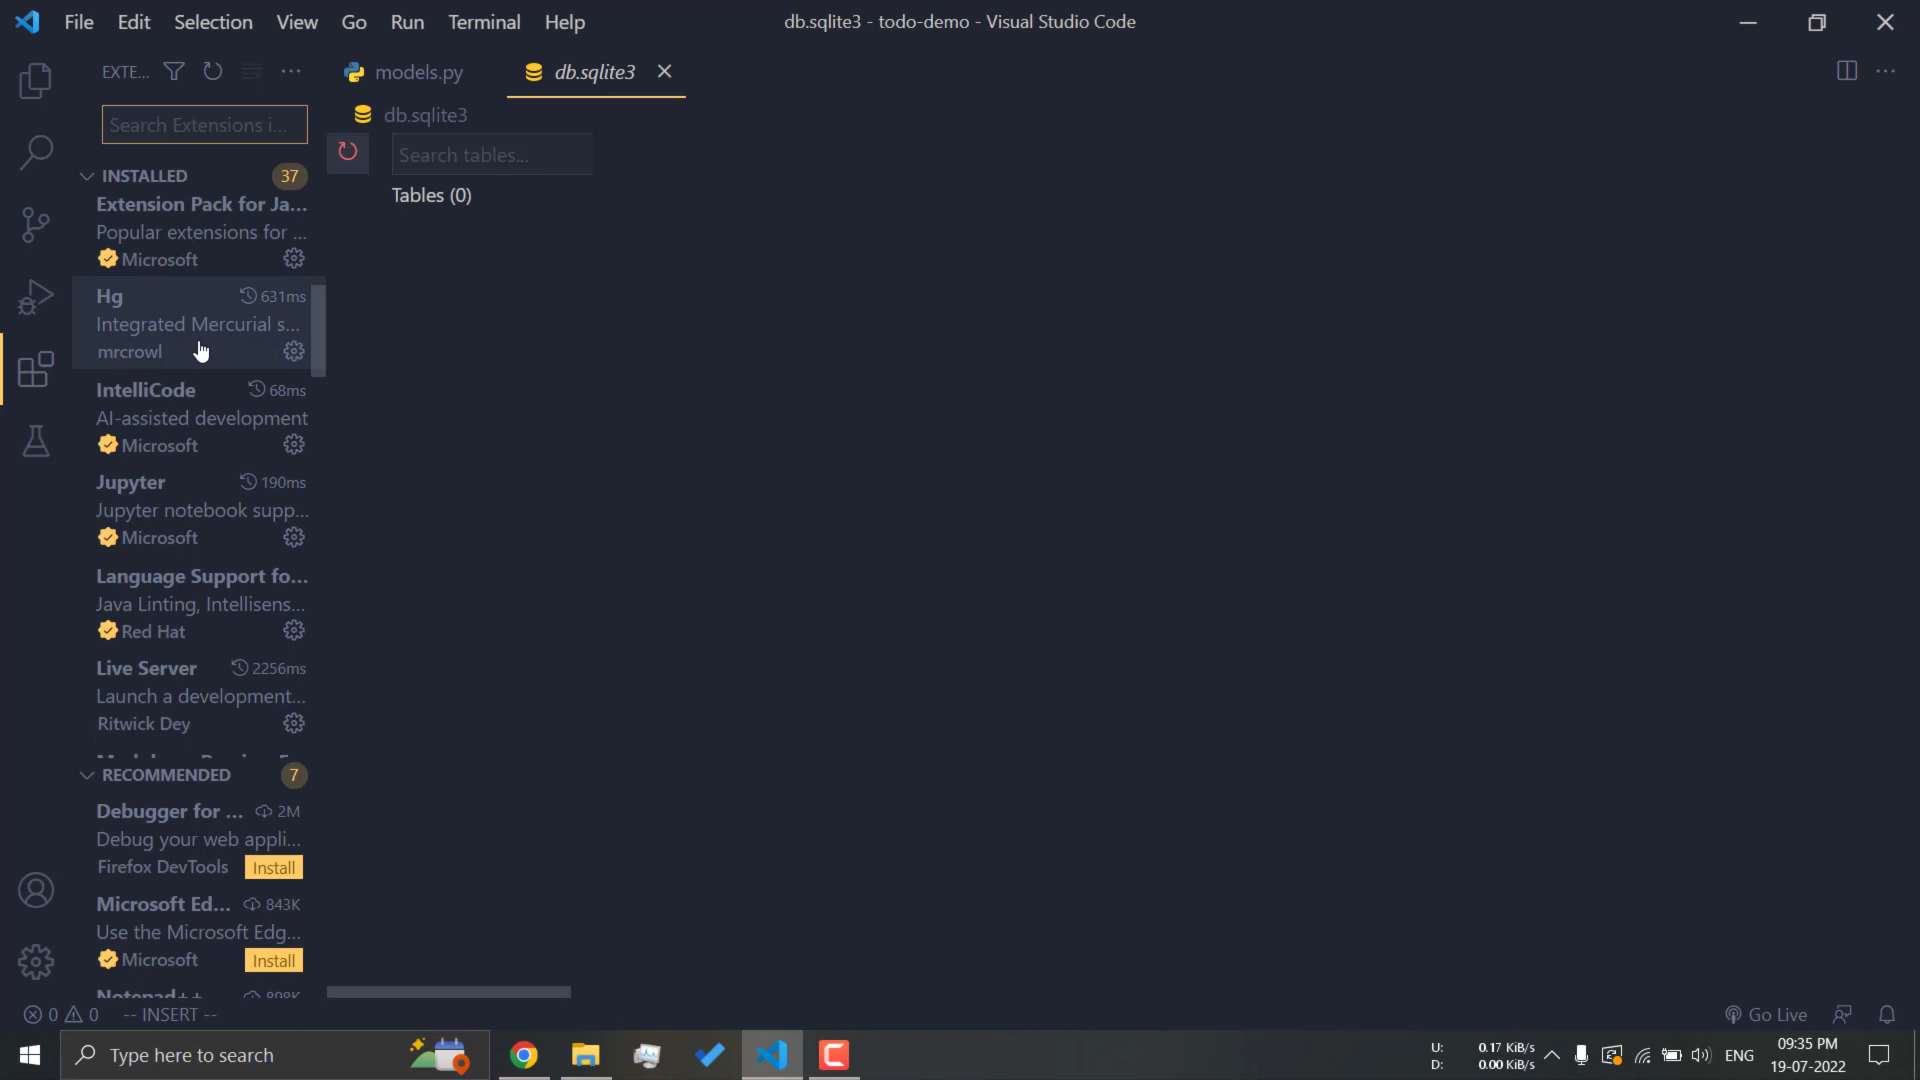 File Edit Selection View Go Run Terminal Help
db.sqlite3 - todo-demo - Visual Studio Code
EXTE...
models.py
db.sqlite3
Search Extensions i...
db.sqlite3
Search tables...
Tables (0)
INSTALLED 37
Extension Pack for Ja...
Popular extensions for ...
Microsoft
Hg 631ms
Integrated Mercurial s...
mrcrowl
IntelliCode 68ms
AI-assisted development
Microsoft
Jupyter 190ms
Jupyter notebook supp...
Microsoft
Language Support fo...
Java Linting, Intellisens...
Red Hat
Live Server 2256ms
Launch a development...
Ritwick Dey
RECOMMENDED 7
Debugger for ... 2M
Debug your web appli...
Firefox DevTools Install
Microsoft Ed... 843K
Use the Microsoft Edg...
Microsoft Install
Notepad++ 898K
0 0 -- INSERT --
Go Live
Type here to search
U: 0.17 KiB/s
D: 0.00 KiB/s
ENG
09:35 PM
19-07-2022